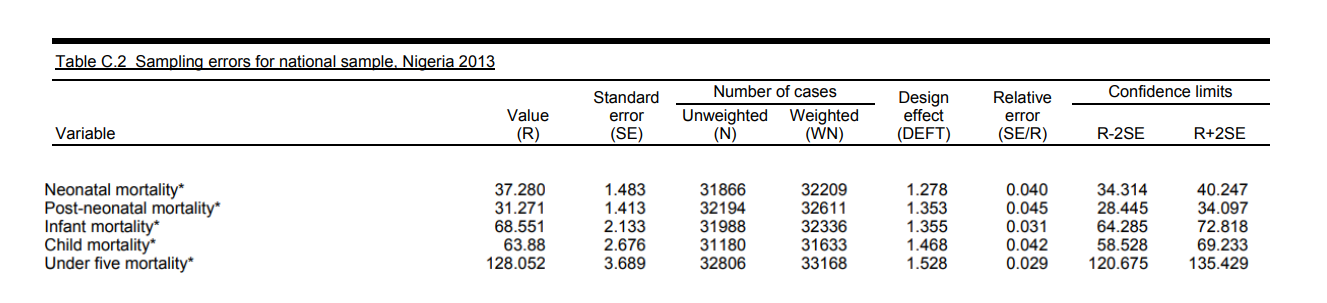 Table C.2 Sampling errors for national sample, Nigeria 2013
Number of cases Confidence limits
Standard Design Relative
Value error Unweighted Weighted effect error
Variable (R) (SE) (N) (WN) (DEFT) (SE/R) R-2SE R+2SE
Neonatal mortality* 37.280 1.483 31866 32209 1.278 0.040 34.314 40.247
Post-neonatal mortality* 31.271 1.413 32194 32611 1.353 0.045 28.445 34.097
Infant mortality* 68.551 2.133 31988 32336 1.355 0.031 64.285 72.818
Child mortality* 63.88 2.676 31180 31633 1.468 0.042 58.528 69.233
Under five mortality* 128.052 3.689 32806 33168 1.528 0.029 120.675 135.429